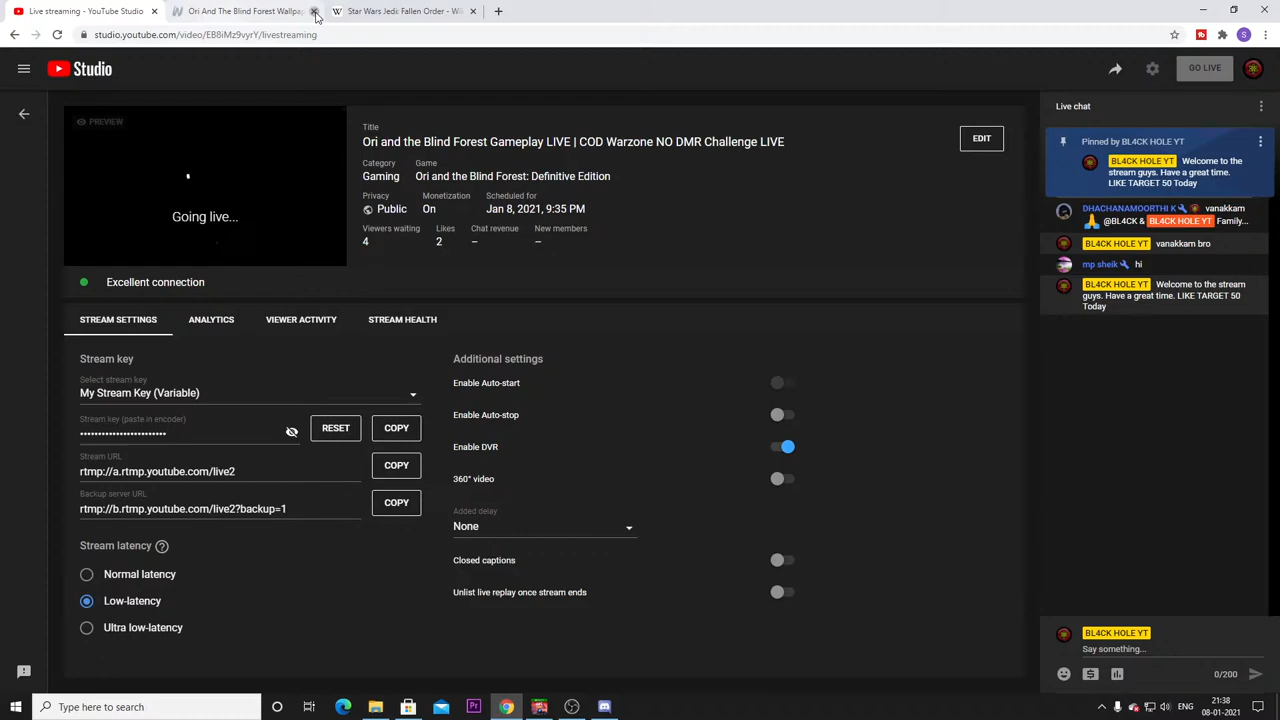 Live streaming - YouTube Studio
Ori And The Blind Forest Wallpap
Star Wars Jedi: Fallen Order - Wi
studio.youtube.com/video/EB8iMz9vyrY/livestreaming
S
Studio
GO LIVE
PREVIEW
Going live...
Title
Ori and the Blind Forest Gameplay LIVE | COD Warzone NO DMR Challenge LIVE
EDIT
Category
Game
Gaming
Ori and the Blind Forest: Definitive Edition
Privacy
Monetization
Scheduled for
Public
On
Jan 8, 2021, 9:35 PM
Viewers waiting
Likes
Chat revenue
New members
4
2
–
–
Excellent connection
STREAM SETTINGS
ANALYTICS
VIEWER ACTIVITY
STREAM HEALTH
Stream key
Select stream key
My Stream Key (Variable)
Stream key (paste in encoder)
••••••••••••••••••••••••
RESET
COPY
Stream URL
rtmp://a.rtmp.youtube.com/live2
COPY
Backup server URL
rtmp://b.rtmp.youtube.com/live2?backup=1
COPY
Stream latency
Normal latency
Low-latency
Ultra low-latency
Additional settings
Enable Auto-start
Enable Auto-stop
Enable DVR
360° video
Added delay
None
Closed captions
Unlist live replay once stream ends
Live chat
Pinned by BL4CK HOLE YT
BL4CK HOLE YT Welcome to the
stream guys. Have a great time.
LIKE TARGET 50 Today
DHACHANAMOORTHI K vanakkam
@BL4CK & BL4CK HOLE YT Family...
BL4CK HOLE YT vanakkam bro
mp sheik hi
BL4CK HOLE YT Welcome to the stream
guys. Have a great time. LIKE TARGET 50
Today
BL4CK HOLE YT
Say something...
0/200
Type here to search
Pr
ENG
21:38
08-01-2021